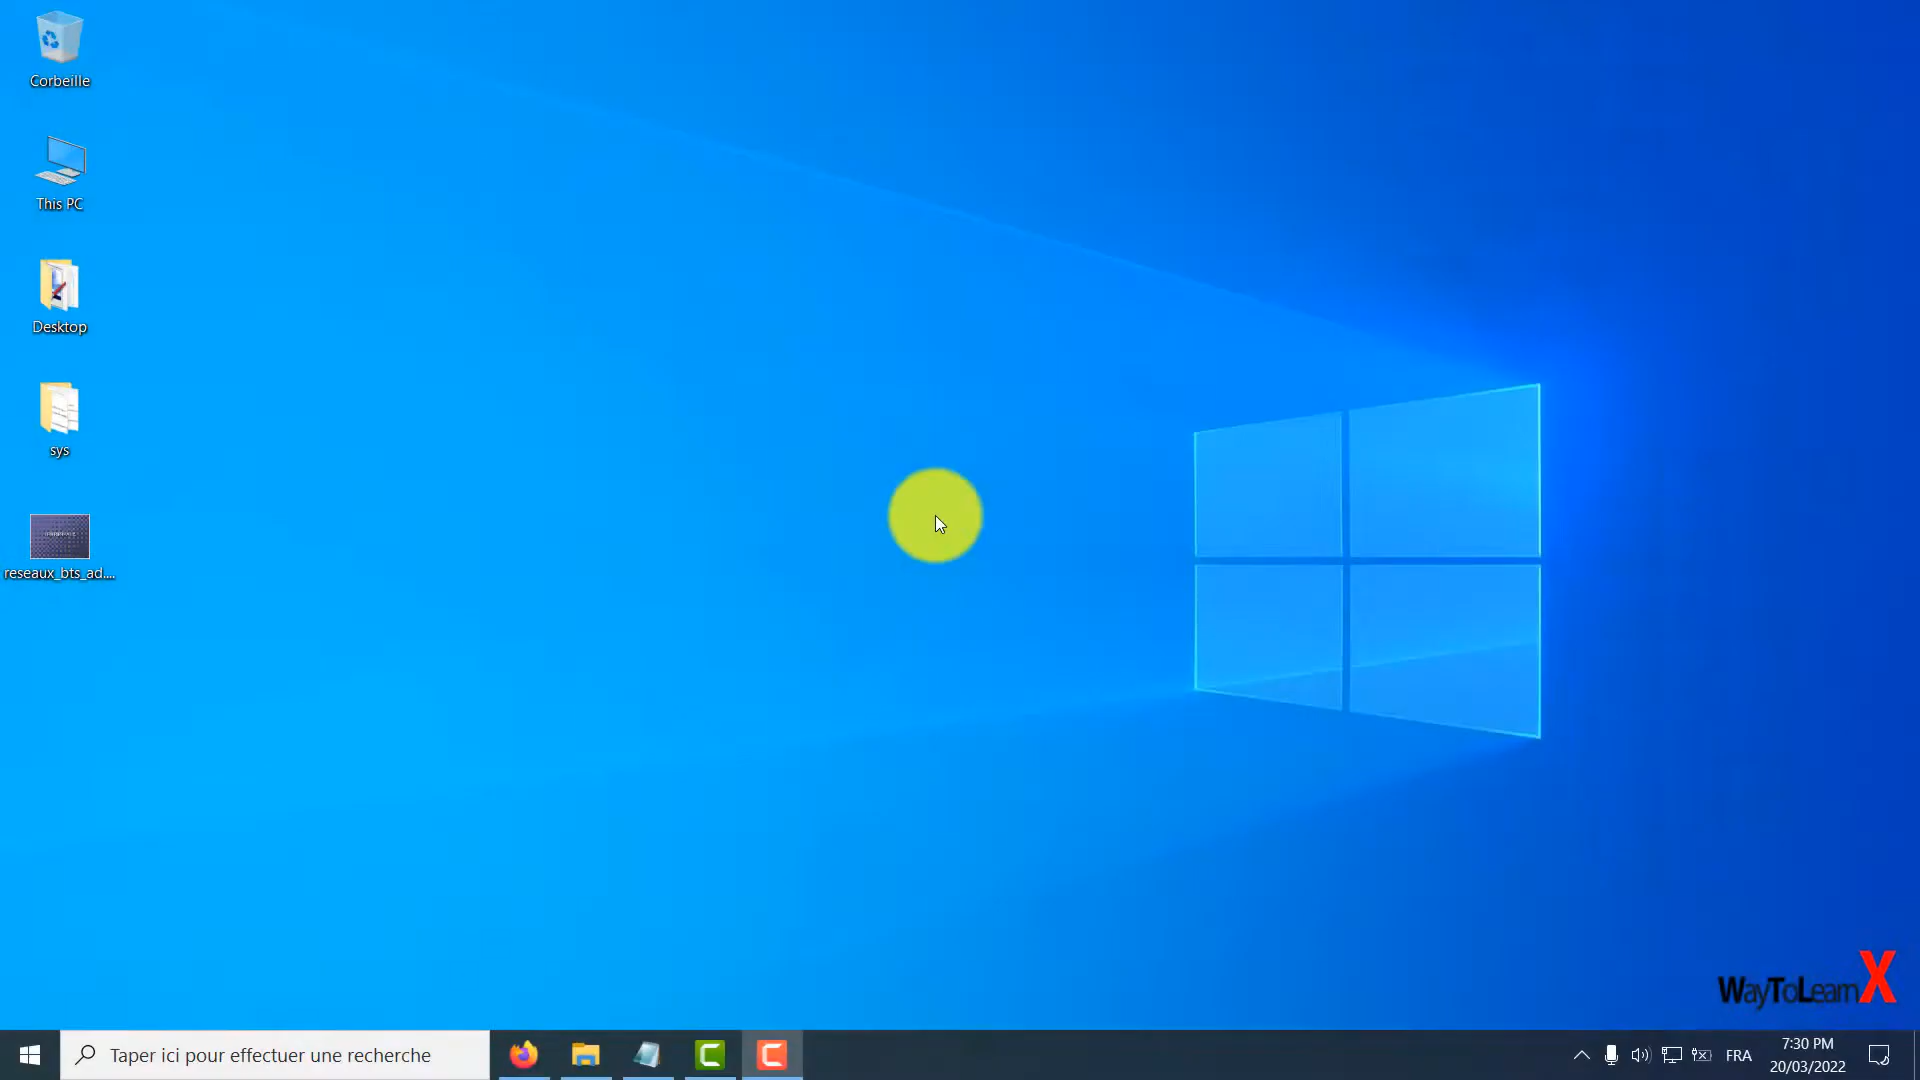 Corbeille
This PC
Desktop
sys
reseaux_bts_ad....
WayToLearnX
Taper ici pour effectuer une recherche
FRA
7:30 PM
20/03/2022